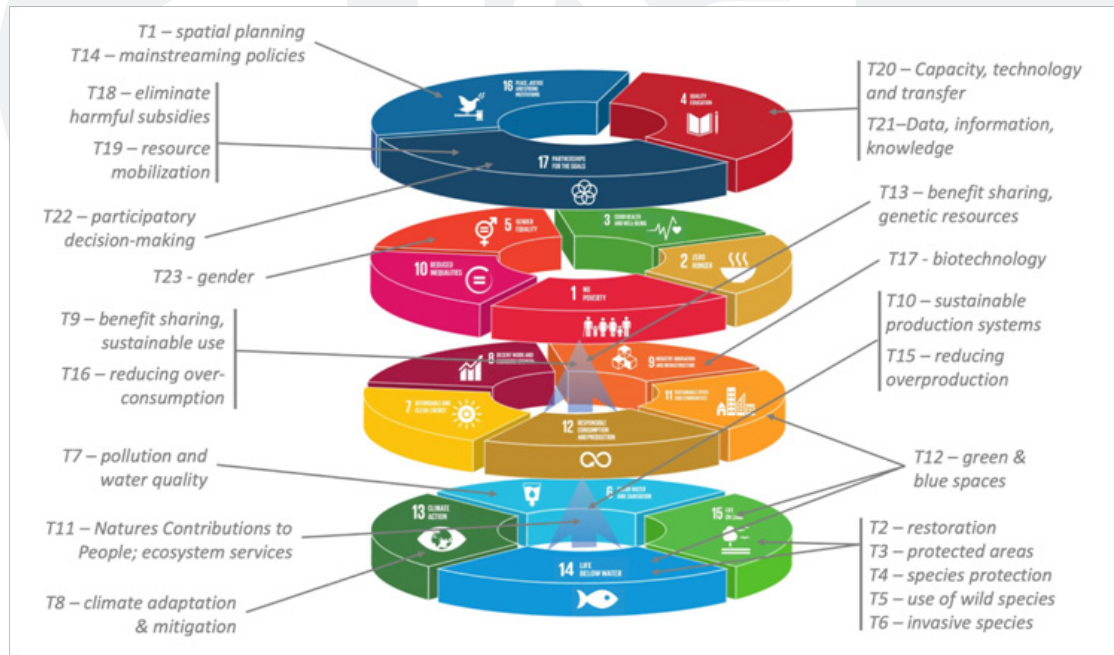 T1 – spatial planning
T14 – mainstreaming policies
T18 – eliminate
harmful subsidies
T19 – resource
mobilization
T22 – participatory
decision-making
T23 - gender
T9 – benefit sharing,
sustainable use
T16 – reducing over-
consumption
T7 – pollution and
water quality
T11 – Natures Contributions to
People; ecosystem services
T8 – climate adaptation
& mitigation
16 PEACE, JUSTICE
AND STRONG
INSTITUTIONS
4 QUALITY
EDUCATION
17 PARTNERSHIPS
FOR THE GOALS
5 GENDER
EQUALITY
3 GOOD HEALTH
AND WELL-BEING
10 REDUCED
INEQUALITIES
2 ZERO
HUNGER
1 NO
POVERTY
8 DECENT WORK AND
ECONOMIC GROWTH
9 INDUSTRY, INNOVATION
AND INFRASTRUCTURE
7 AFFORDABLE AND
CLEAN ENERGY
11 SUSTAINABLE CITIES
AND COMMUNITIES
12 RESPONSIBLE
CONSUMPTION
AND PRODUCTION
6 CLEAN WATER
AND SANITATION
13 CLIMATE
ACTION
15 LIFE
ON LAND
14 LIFE
BELOW WATER
T20 – Capacity, technology
and transfer
T21–Data, information,
knowledge
T13 – benefit sharing,
genetic resources
T17 - biotechnology
T10 – sustainable
production systems
T15 – reducing
overproduction
T12 – green &
blue spaces
T2 – restoration
T3 – protected areas
T4 – species protection
T5 – use of wild species
T6 – invasive species